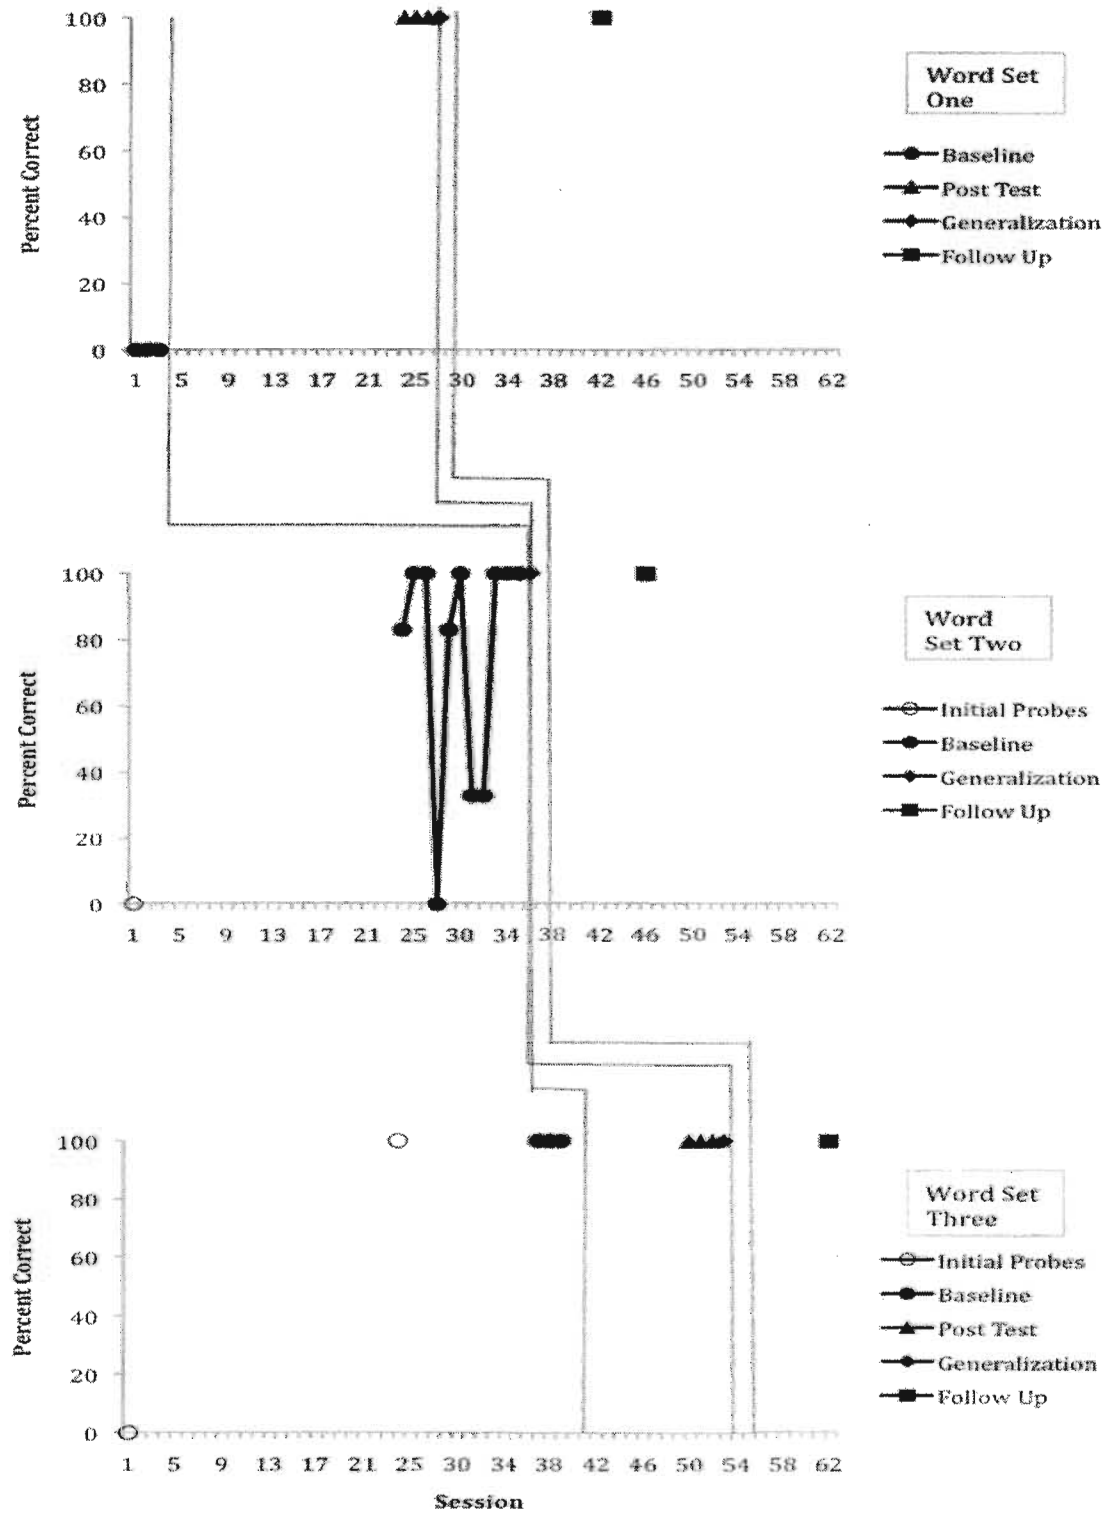 100
80
60
40
20
0
Percent Correct
1 5 9 13 17 21 25 30 34 38 42 46 50 54 58 62
Word Set
One
Baseline
Post Test
Generalization
Follow Up
100
80
60
40
20
0
Percent Correct
1 5 9 13 17 21 25 30 34 38 42 46 50 54 58 62
Word
Set Two
Initial Probes
Baseline
Generalization
Follow Up
100
80
60
40
20
0
Percent Correct
1 5 9 13 17 21 25 30 34 38 42 46 50 54 58 62
Session
Word Set
Three
Initial Probes
Baseline
Post Test
Generalization
Follow Up